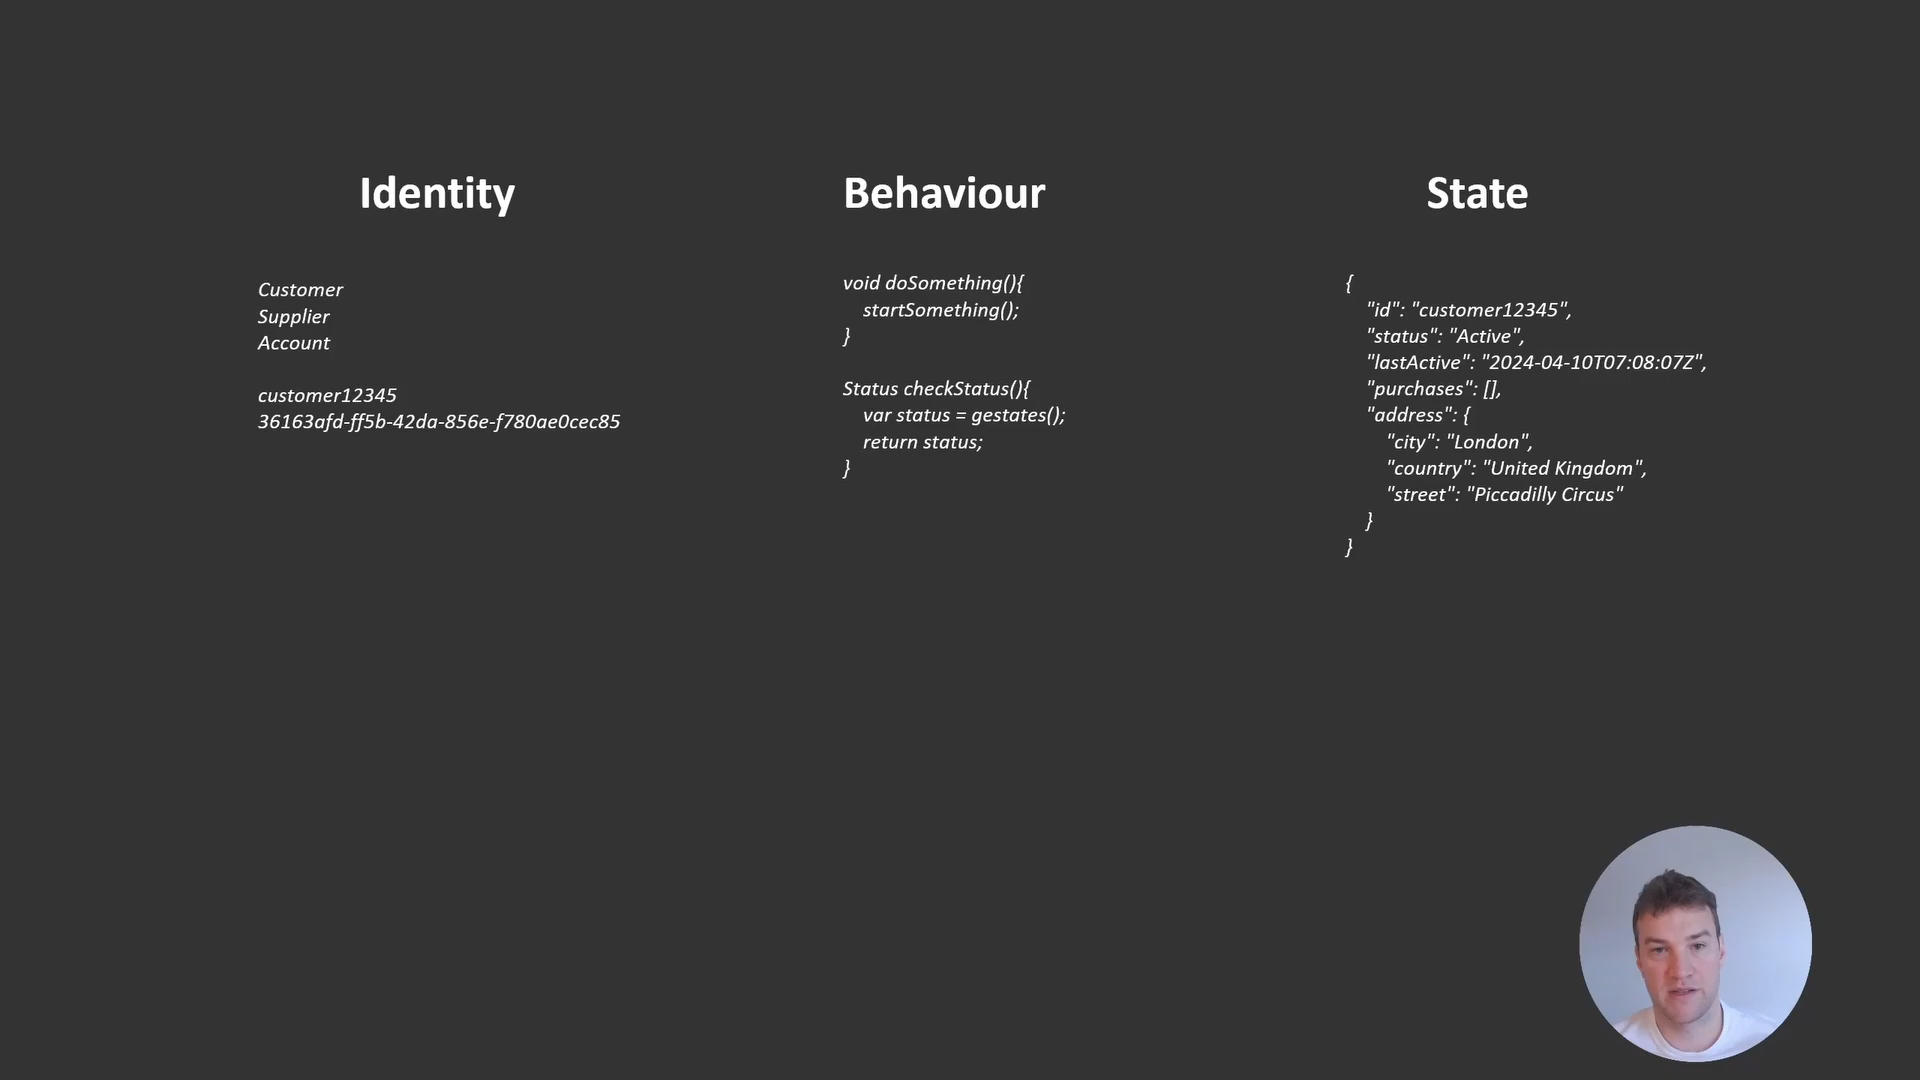 Identity
Customer
Supplier
Account
customer12345
36163afd-ff5b-42da-856e-f780ae0cec85
Behaviour
void doSomething(){
startSomething();
}
Status checkStatus(){
var status = gestates();
return status;
}
State
{
"id": "customer12345",
"status": "Active",
"lastActive": "2024-04-10T07:08:07Z",
"purchases": [],
"address": {
"city": "London",
"country": "United Kingdom",
"street": "Piccadilly Circus"
}
}